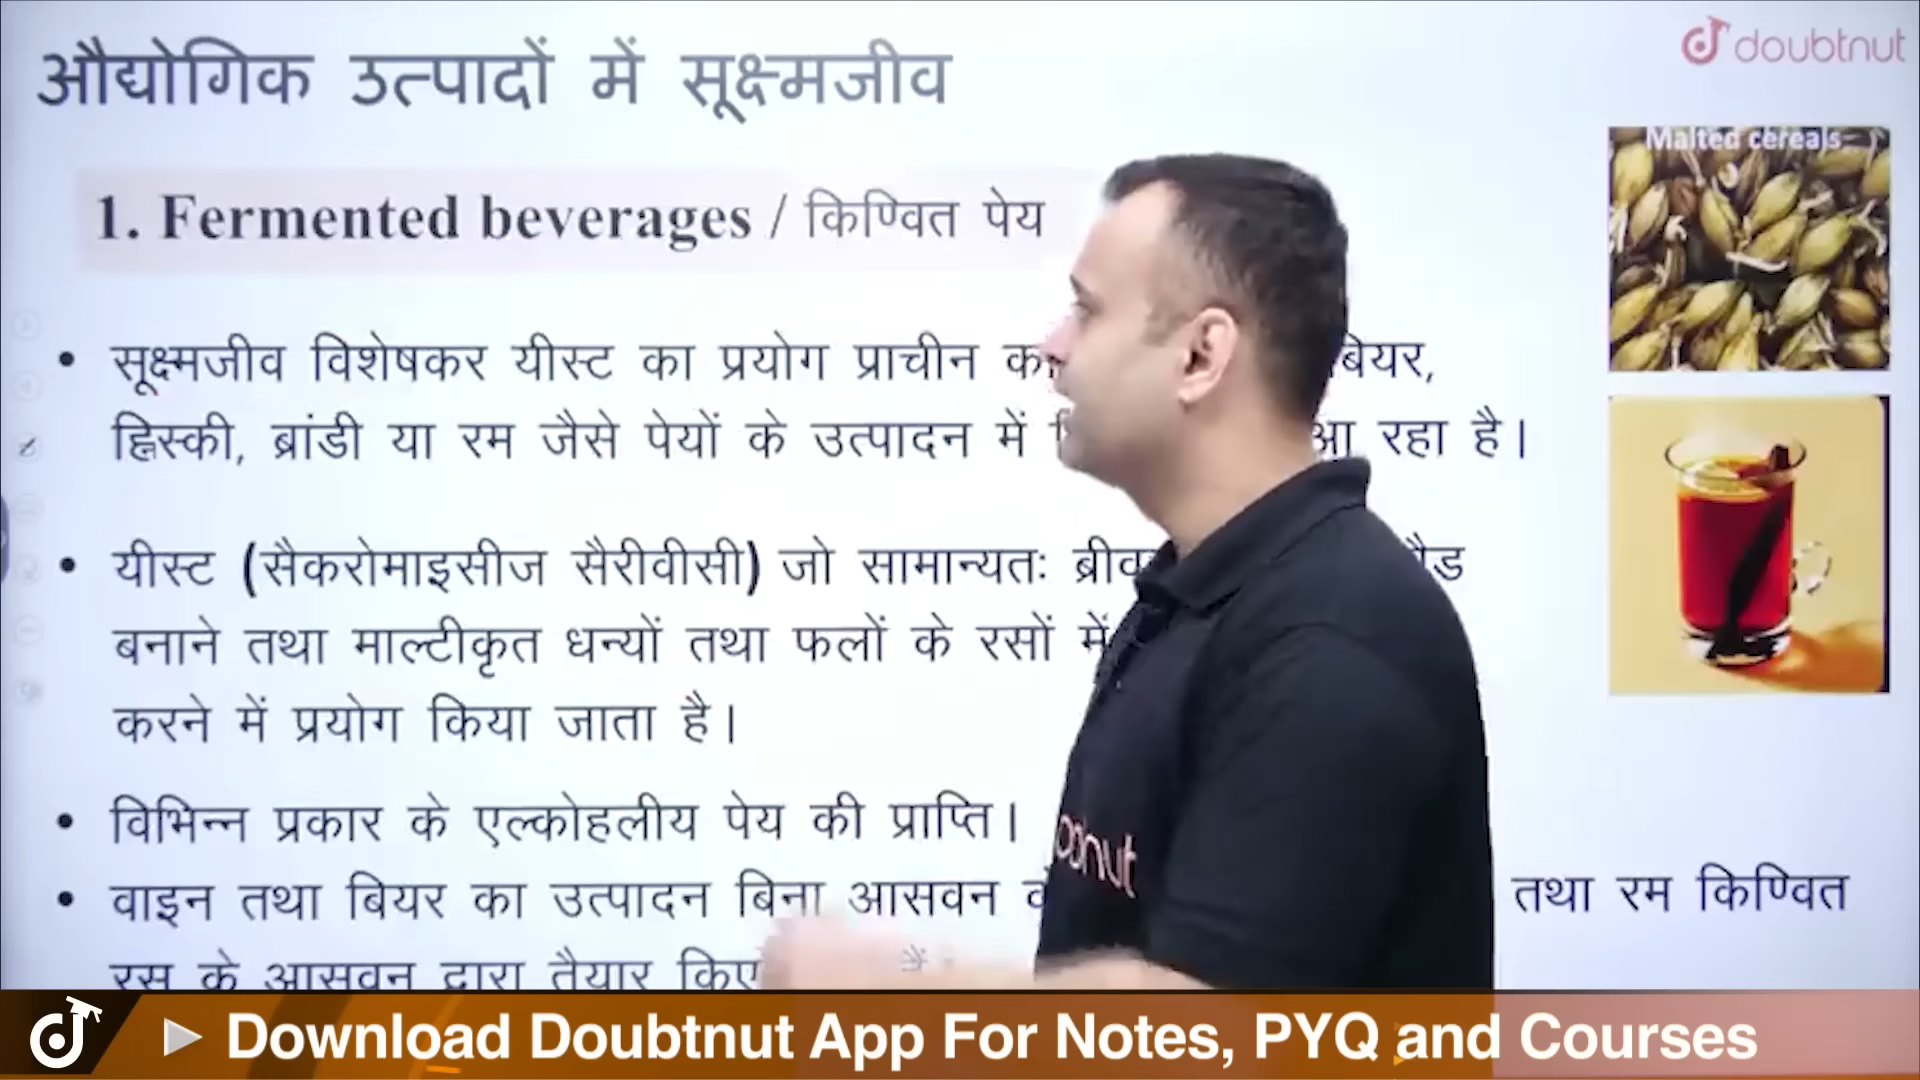 औद्योगिक उत्पादों में सूक्ष्मजीव
doubtnut
Malted cereals
1. Fermented beverages / किण्वित पेय
• सूक्ष्मजीव विशेषकर यीस्ट का प्रयोग प्राचीन बियर,
ह्विस्की, ब्रांडी या रम जैसे पेयों के उत्पादन में आ रहा है।
• यीस्ट (सैकरोमाइसीज सैरीवीसी) जो सामान्यतः
बनाने तथा माल्टीकृत धन्यों तथा फलों के रसों में
करने में प्रयोग किया जाता है।
• विभिन्न प्रकार के एल्कोहलीय पेय की प्राप्ति।
• वाइन तथा बियर का उत्पादन बिना आसवन तथा रम किण्वित
रस के आसवन द्वारा तैयार
Download Doubtnut App For Notes, PYQ and Courses